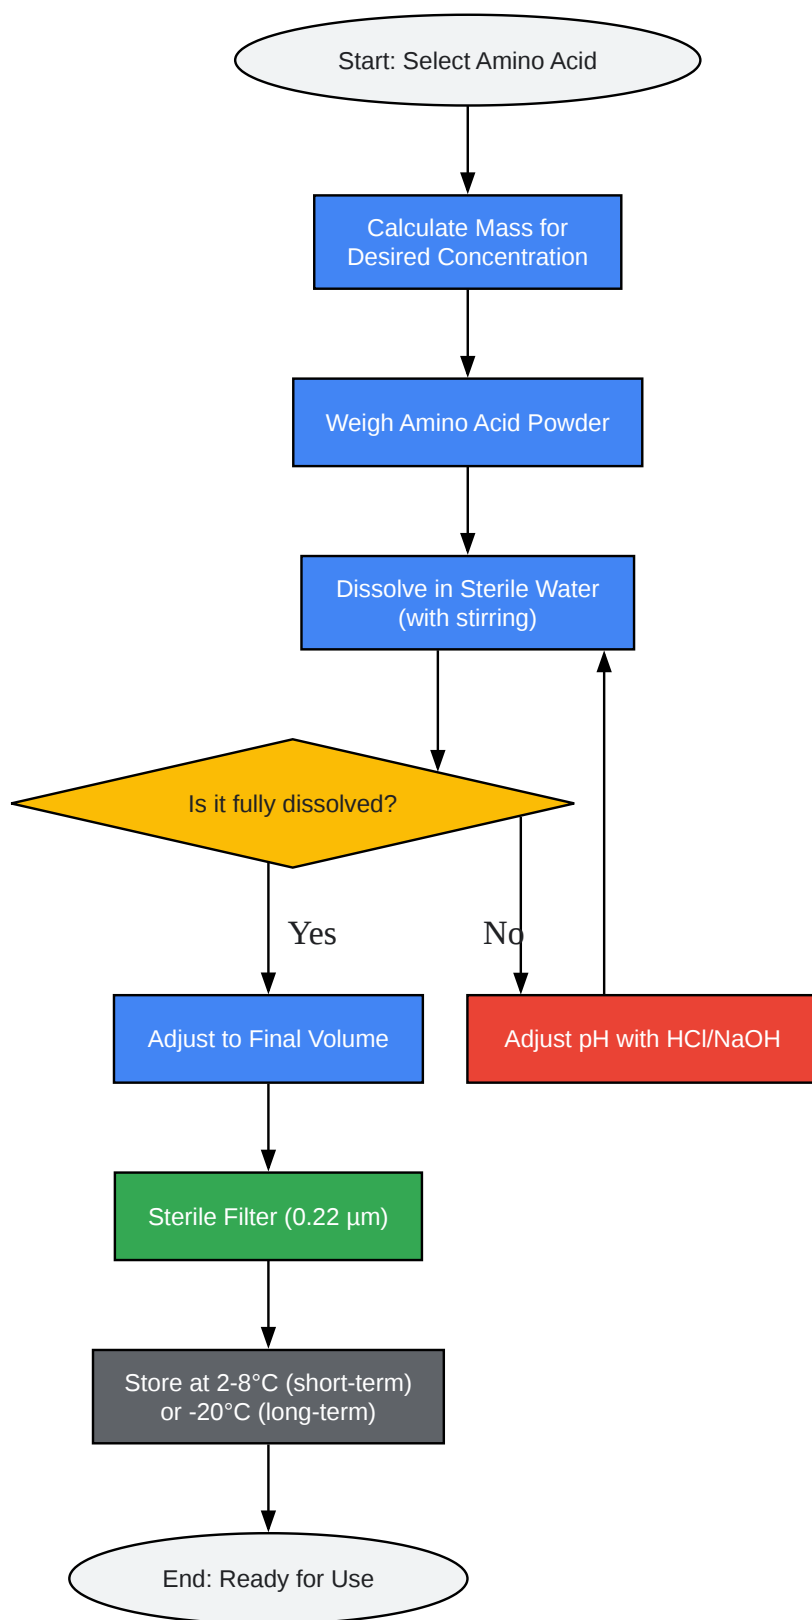 Start: Select Amino Acid
Calculate Mass for
Desired Concentration
Weigh Amino Acid Powder
Dissolve in Sterile Water
(with stirring)
Is it fully dissolved?
Yes
No
Adjust to Final Volume
Adjust pH with HCl/NaOH
Sterile Filter (0.22 µm)
Store at 2-8°C (short-term)
or -20°C (long-term)
End: Ready for Use